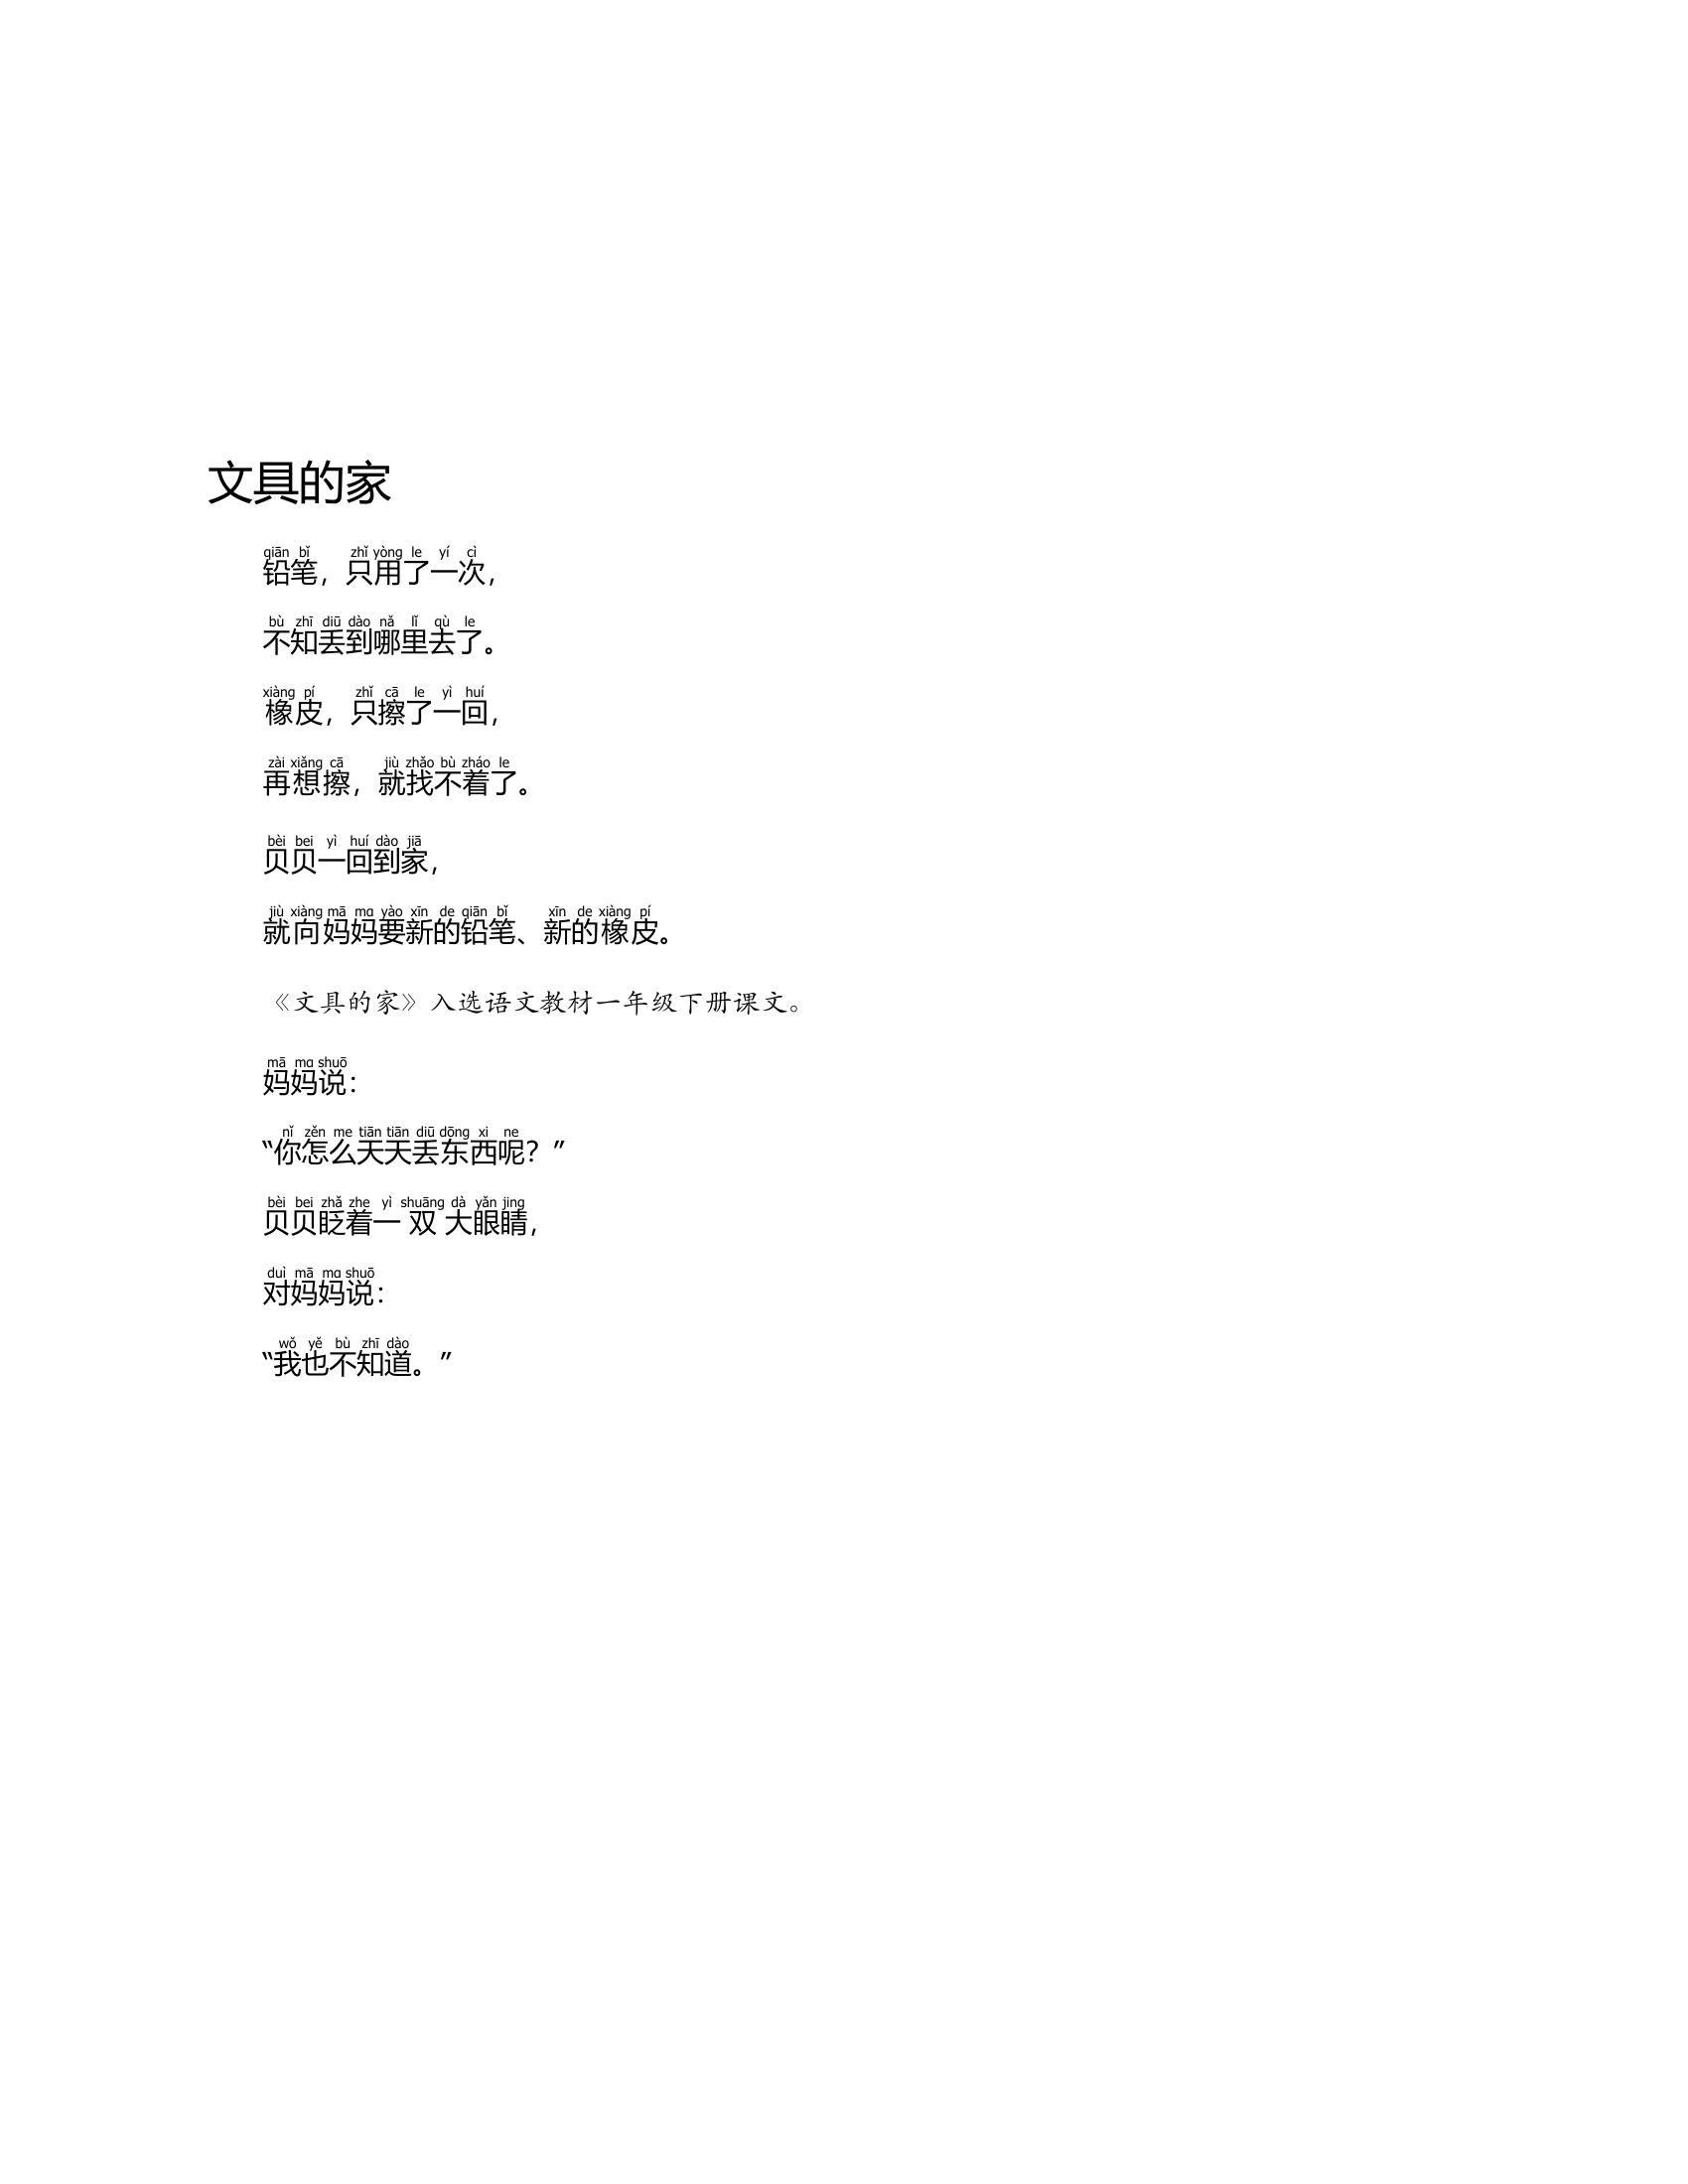 文具的家
qiān bǐ zhǐ yòng le yí cì
铅笔，只用了一次，
bù zhī diū dào nǎ lǐ qù le
不知丢到哪里去了。
xiàng pí zhǐ cā le yì huí
橡皮，只擦了一回，
zài xiǎng cā jiù zhǎo bù zháo le
再想擦，就找不着了。
bèi bei yì huí dào jiā
贝贝一回到家，
jiù xiàng mā mɑ yào xīn de qiān bǐ xīn de xiàng pí
就向妈妈要新的铅笔、新的橡皮。
《文具的家》入选语文教材一年级下册课文。
mā mɑ shuō
妈妈说：
nǐ zěn me tiān tiān diū dōng xi ne
“你怎么天天丢东西呢？”
bèi bei zhǎ zhe yì shuāng dà yǎn jing
贝贝眨着一双大眼睛，
duì mā mɑ shuō
对妈妈说：
wǒ yě bù zhī dào
“我也不知道。”